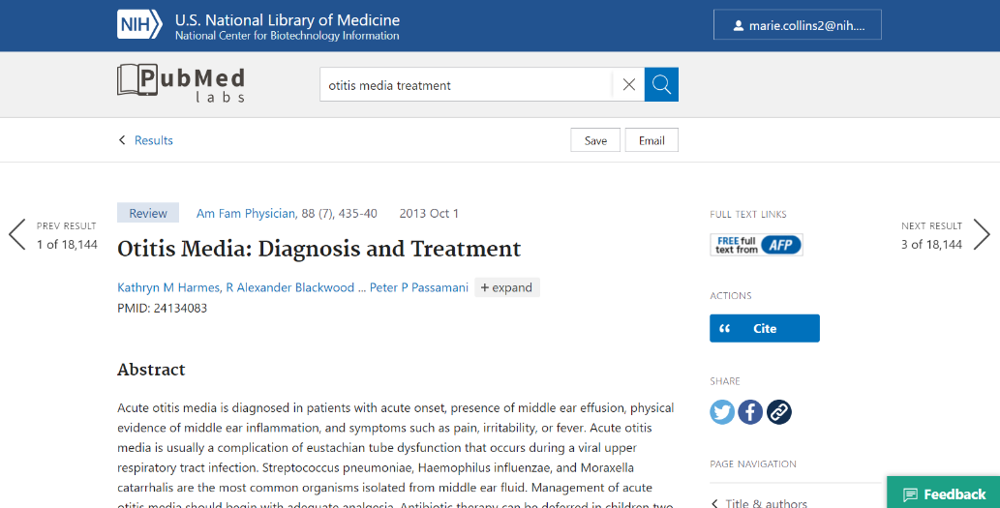 NIH U.S. National Library of Medicine
National Center for Biotechnology Information
marie.collins2@nih....
PubMed
labs
otitis media treatment
Results
Save
Email
PREV RESULT
1 of 18,144
NEXT RESULT
3 of 18,144
Review Am Fam Physician, 88 (7), 435-40 2013 Oct 1
Otitis Media: Diagnosis and Treatment
Kathryn M Harmes, R Alexander Blackwood ... Peter P Passamani + expand
PMID: 24134083
Abstract
Acute otitis media is diagnosed in patients with acute onset, presence of middle ear effusion, physical
evidence of middle ear inflammation, and symptoms such as pain, irritability, or fever. Acute otitis
media is usually a complication of eustachian tube dysfunction that occurs during a viral upper
respiratory tract infection. Streptococcus pneumoniae, Haemophilus influenzae, and Moraxella
catarrhalis are the most common organisms isolated from middle ear fluid. Management of acute
otitis media should begin with adequate analgesia. Antibiotic therapy can be deferred in children two
FULL TEXT LINKS
FREE full
text from AFP
ACTIONS
Cite
SHARE
PAGE NAVIGATION
Title & authors
Feedback